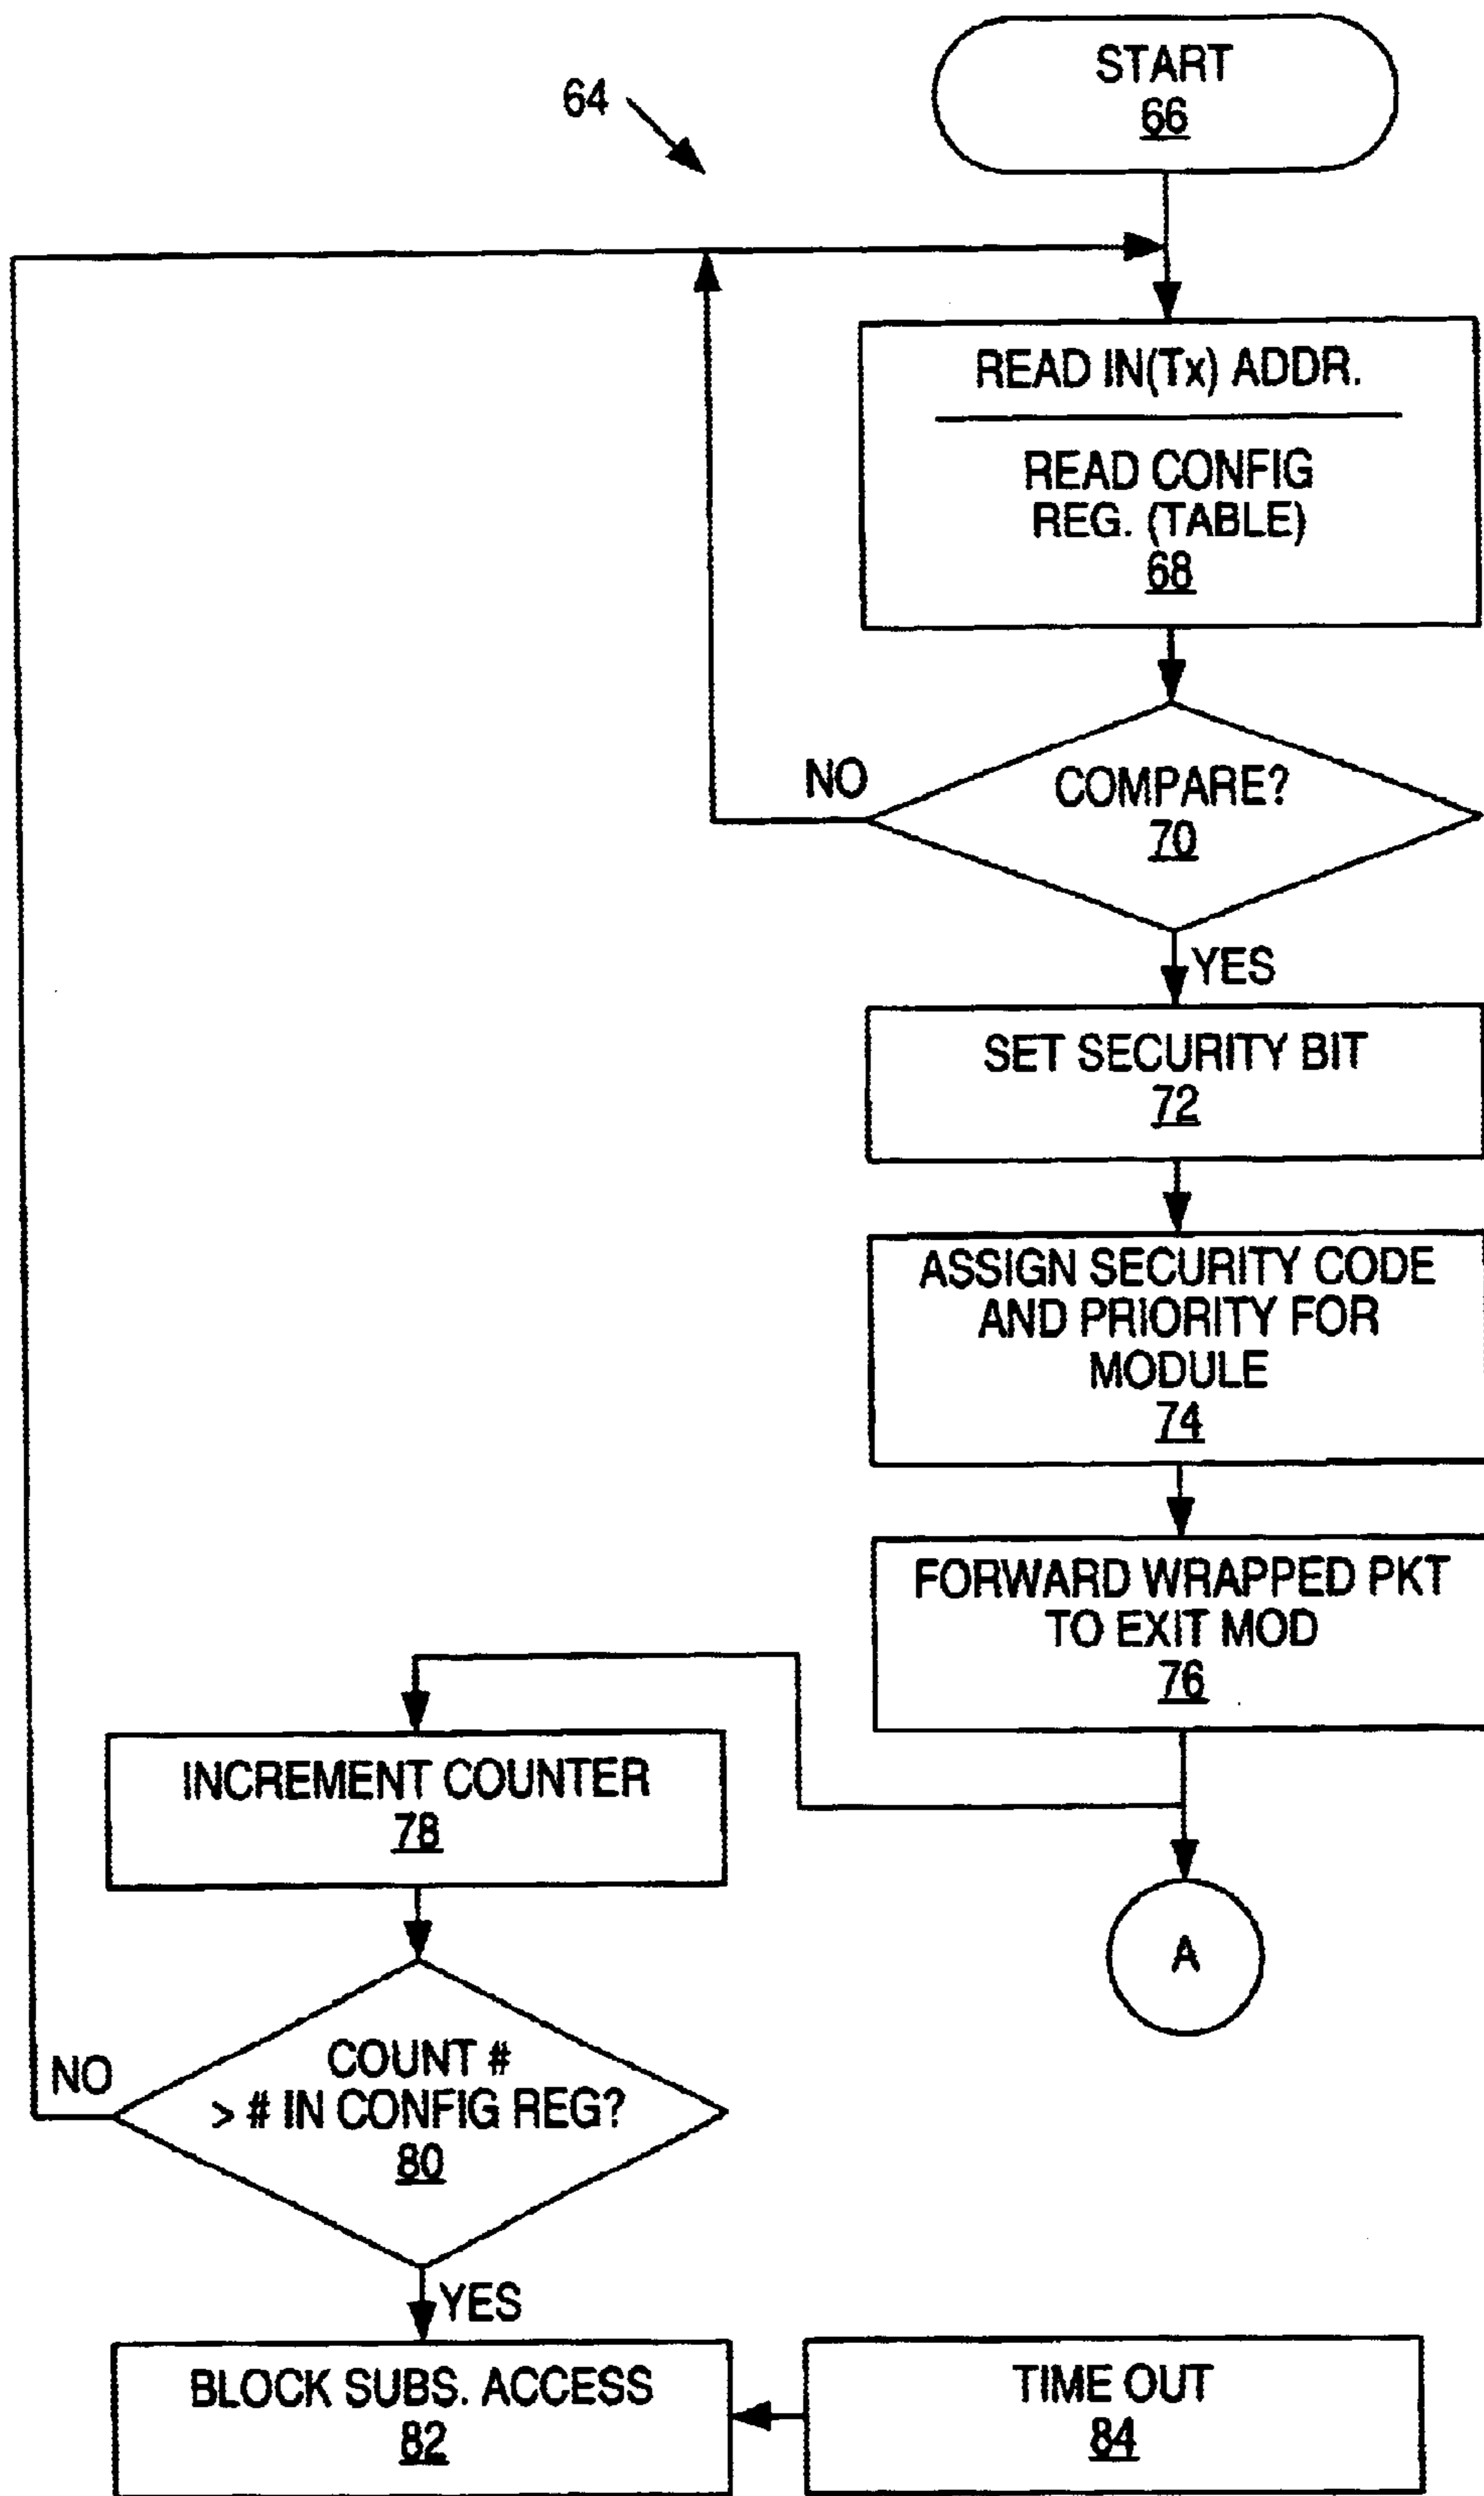 START
66
64
READ IN(Tx) ADDR.
READ CONFIG
REG. (TABLE)
68
NO
COMPARE?
70
YES
SET SECURITY BIT
72
ASSIGN SECURITY CODE
AND PRIORITY FOR
MODULE
74
FORWARD WRAPPED PKT
TO EXIT MOD
76
INCREMENT COUNTER
78
A
NO
COUNT #
> # IN CONFIG REG?
80
YES
BLOCK SUBS. ACCESS
82
TIME OUT
84